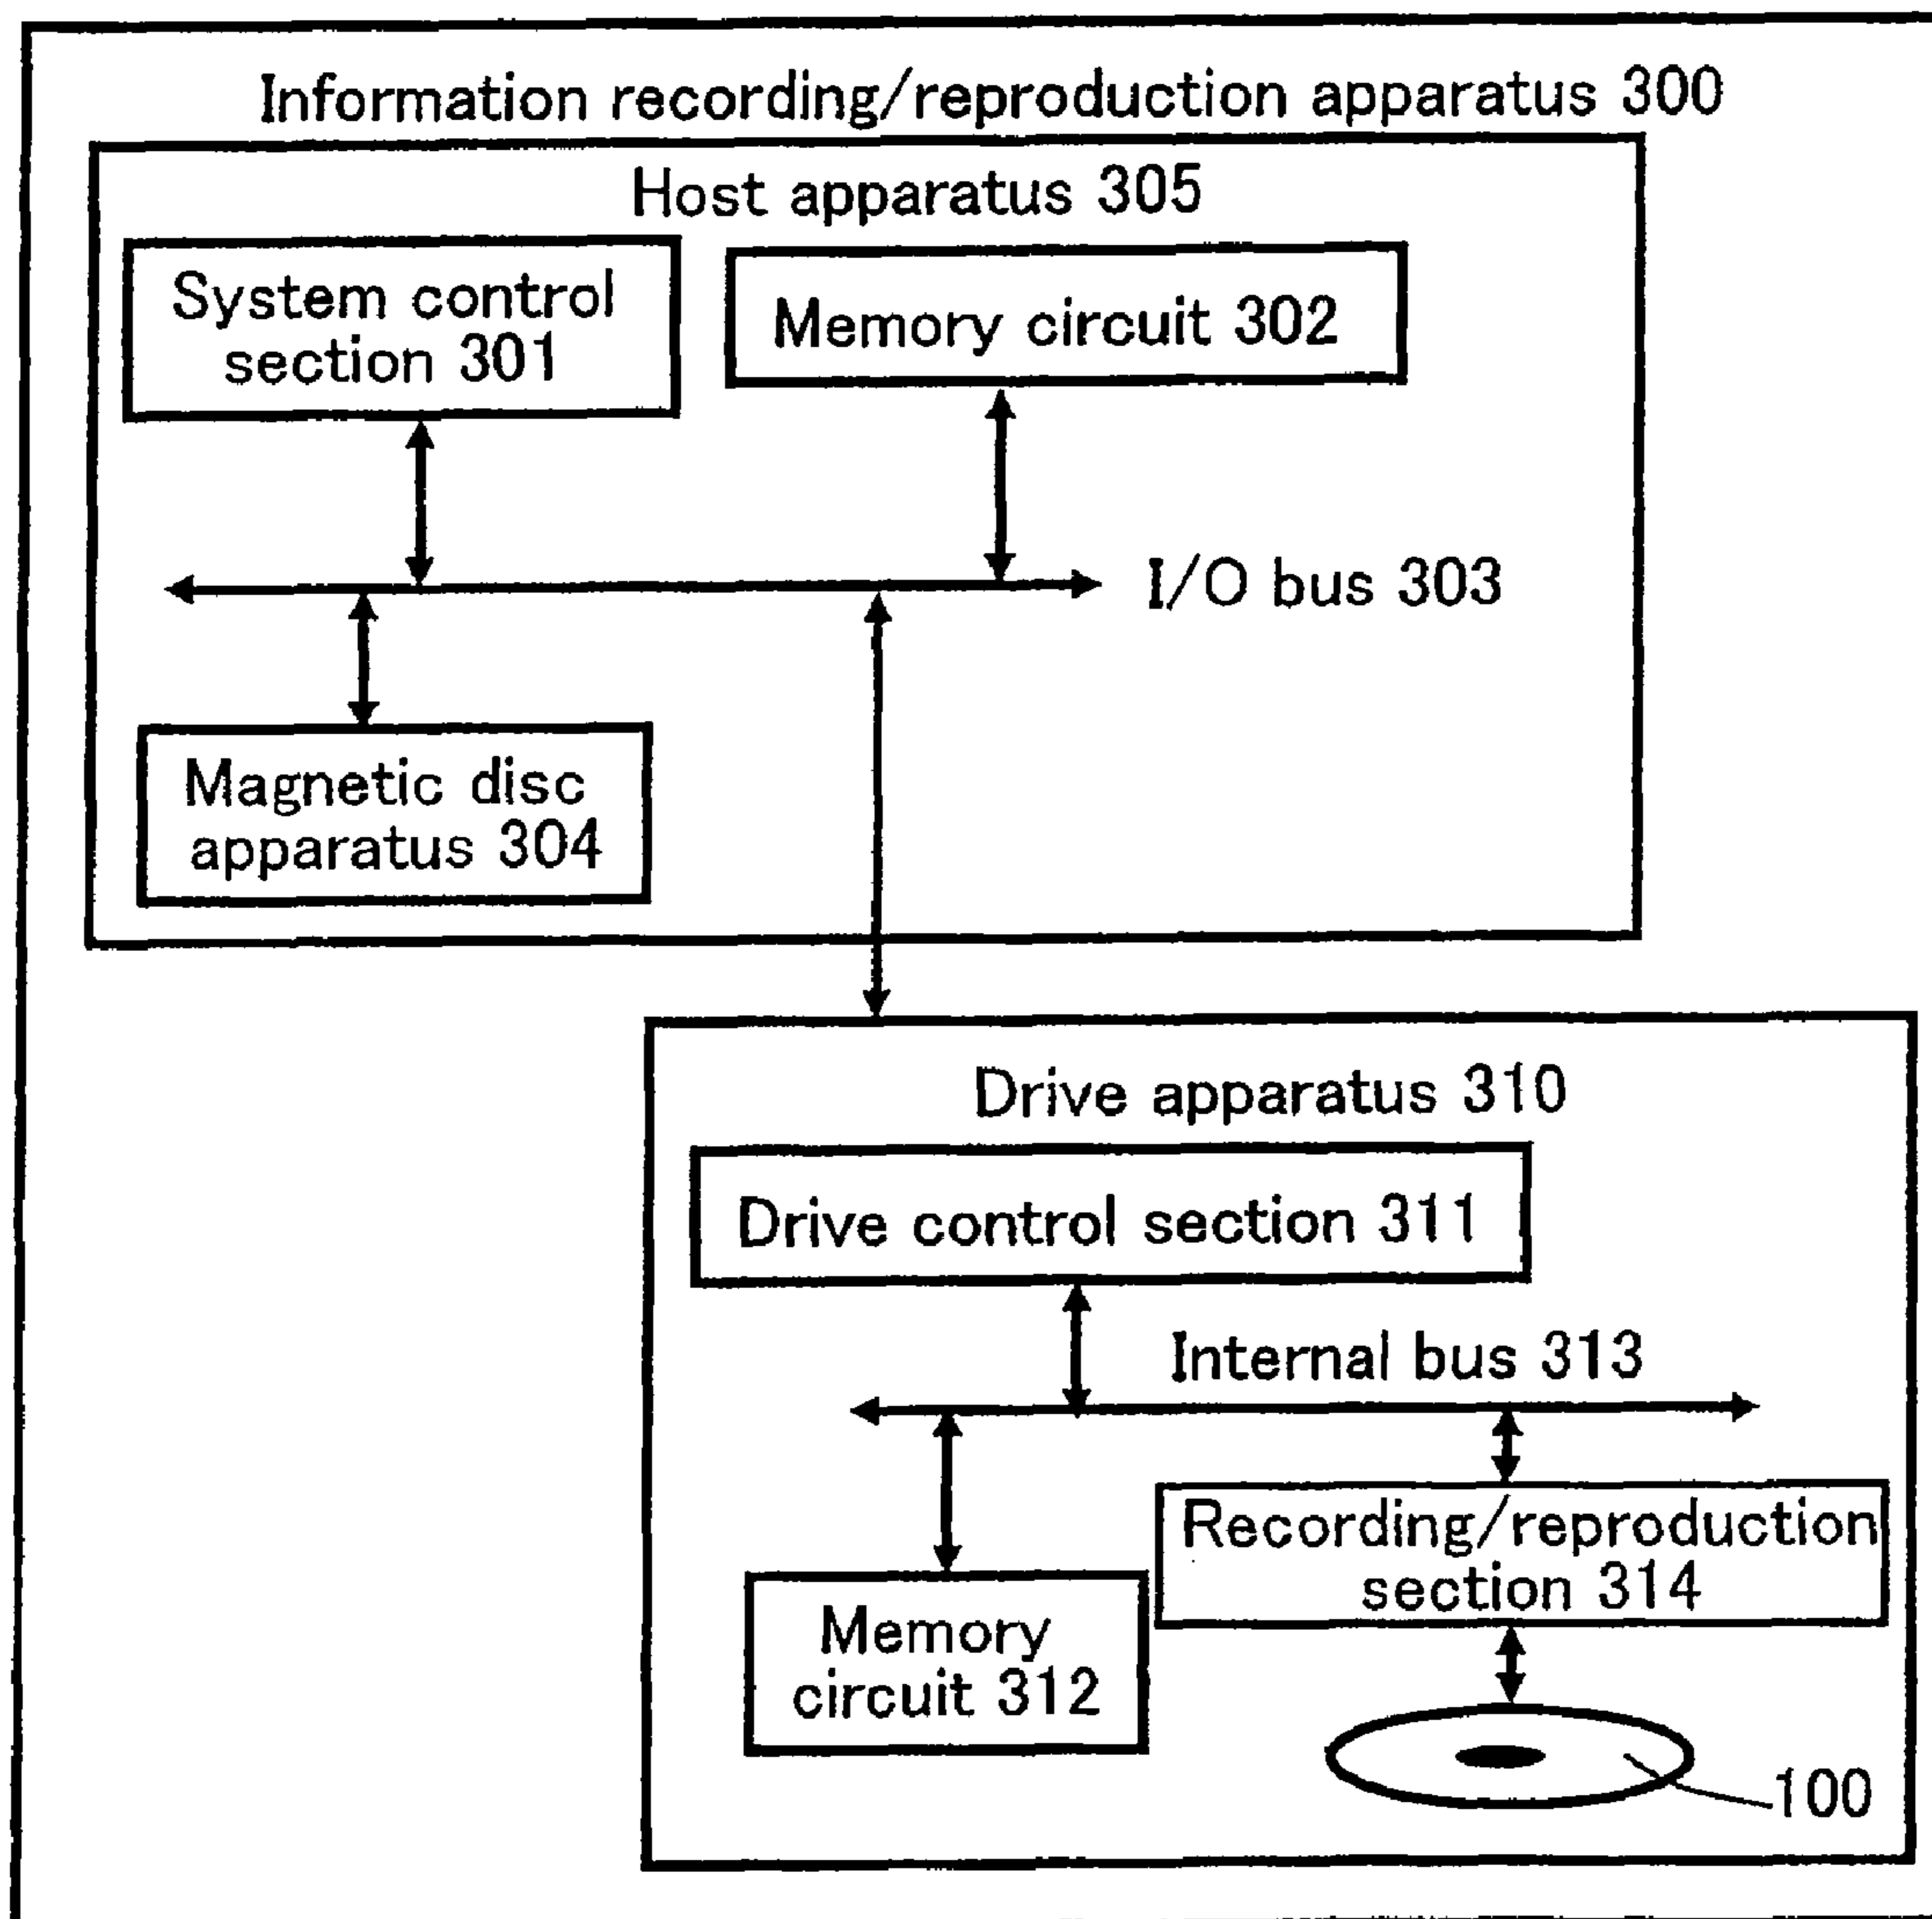 Information recording/reproduction apparatus 300
Host apparatus 305
System control
section 301
Memory circuit 302
I/O bus 303
Magnetic disc
apparatus 304
Drive apparatus 310
Drive control section 311
Internal bus 313
Recording/reproduction
section 314
Memory
circuit 312
100